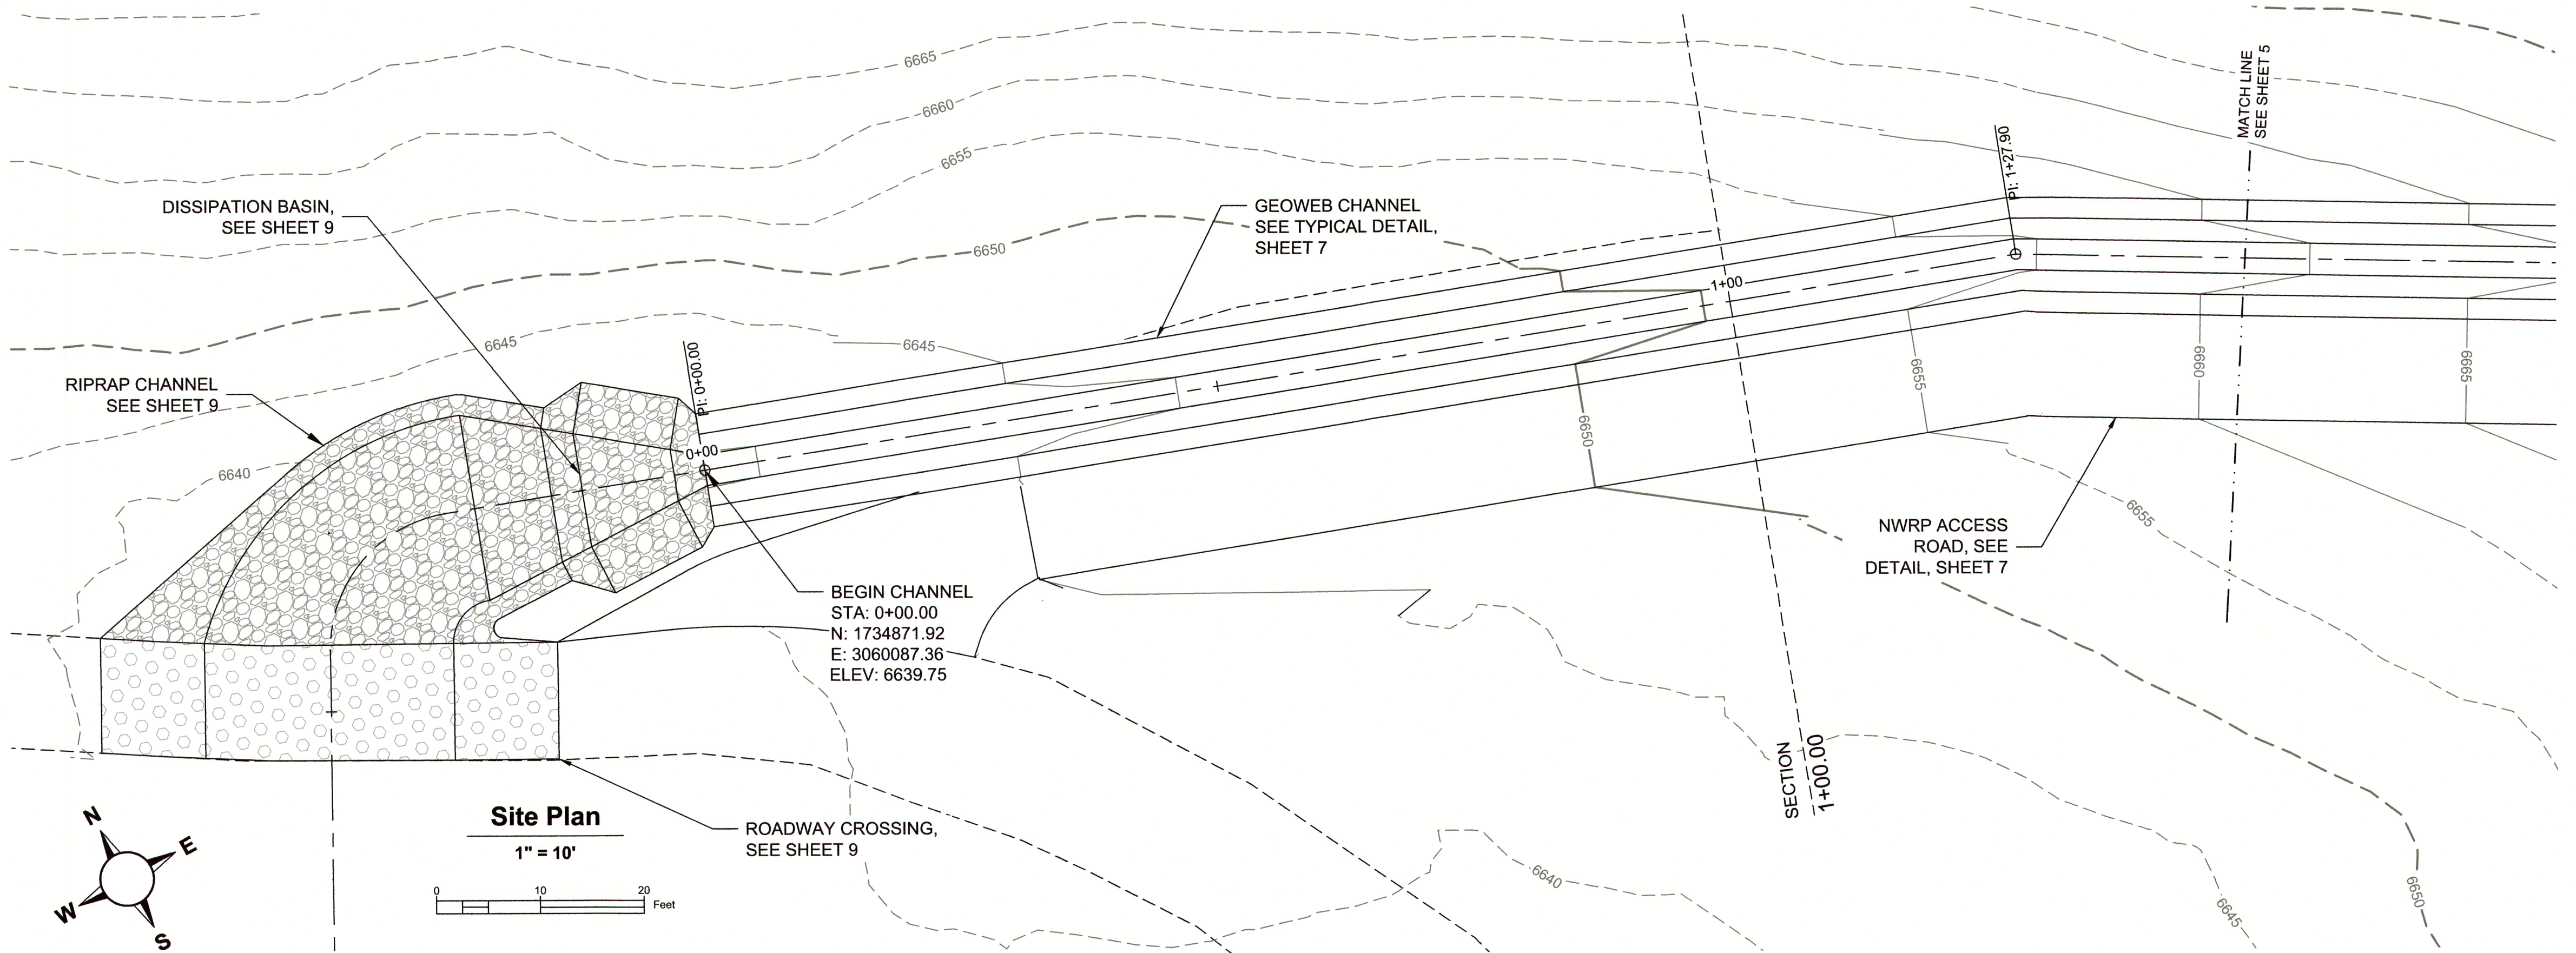 6665
6660
6655
6650
6645
6645
6640
DISSIPATION BASIN,
SEE SHEET 9
GEOWEB CHANNEL
SEE TYPICAL DETAIL,
SHEET 7
MATCH LINE
SEE SHEET 5
PI: 1+27.90
1+00
RIPRAP CHANNEL
SEE SHEET 9
PI: 0+00.00
0+00
6650
6655
6660
6665
BEGIN CHANNEL
STA: 0+00.00
N: 1734871.92
E: 3060087.36
ELEV: 6639.75
NWRP ACCESS
ROAD, SEE
DETAIL, SHEET 7
6655
SECTION
1+00.00
ROADWAY CROSSING,
SEE SHEET 9
6640
6645
6650
N
E
W
S
Site Plan
1" = 10'
0 10 20
Feet